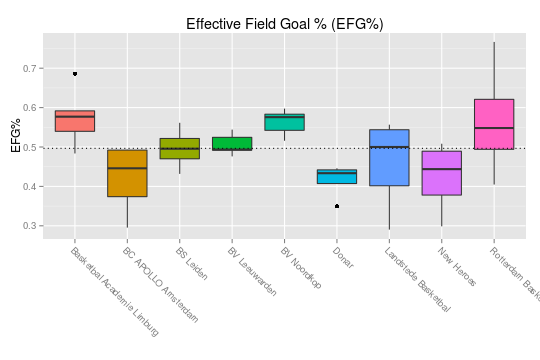 Effective Field Goal % (EFG%)
EFG%
0.7
0.6
0.5
0.4
0.3
Basketbal Academie Limburg
BC APOLLO Amsterdam
BS Leiden
BV Leeuwarden
BV Noordkop
Donar
Landstede Basketbal
New Heroes
Rotterdam